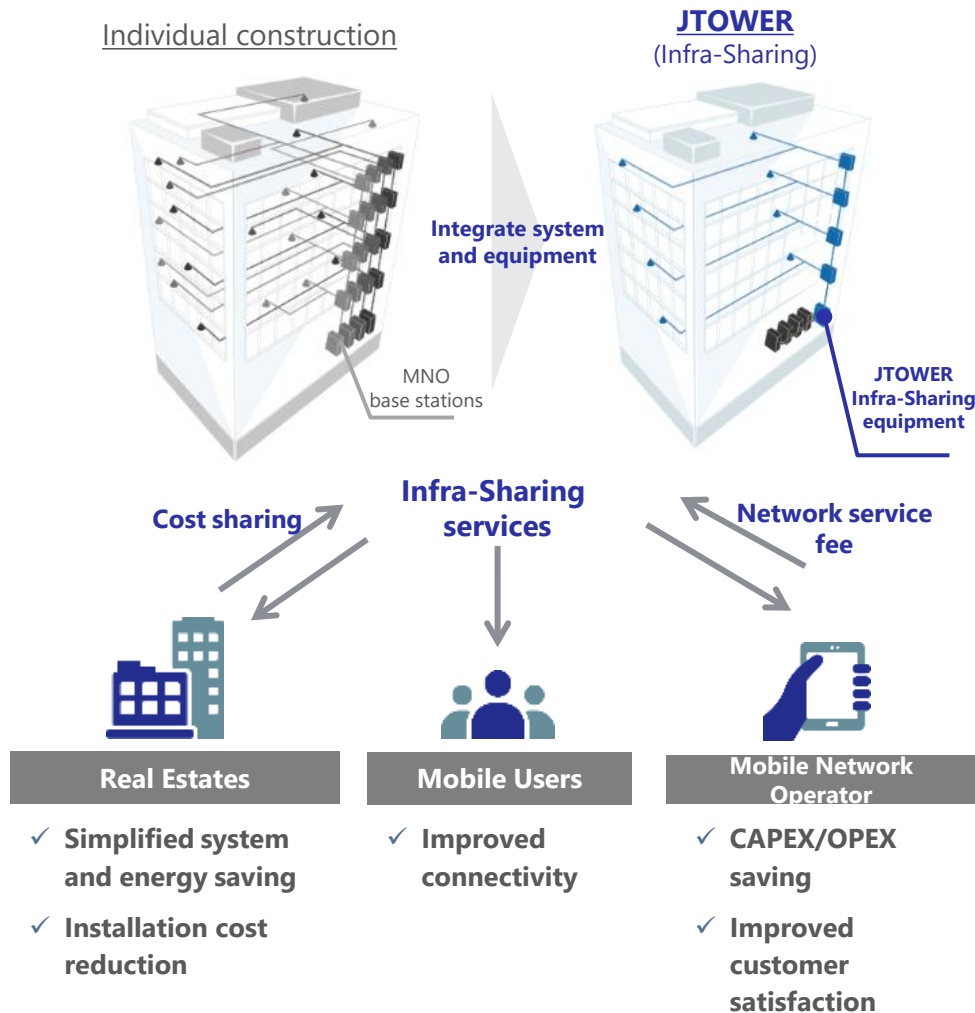 Individual construction
JTOWER
(Infra-Sharing)
Integrate system
and equipment
MNO
base stations
JTOWER
Infra-Sharing
equipment
Infra-Sharing
services
Cost sharing
Network service
fee
Real Estates
✓ Simplified system
and energy saving
✓ Installation cost
reduction
Mobile Users
✓ Improved
connectivity
Mobile Network
Operator
✓ CAPEX/OPEX
saving
✓ Improved
customer
satisfaction